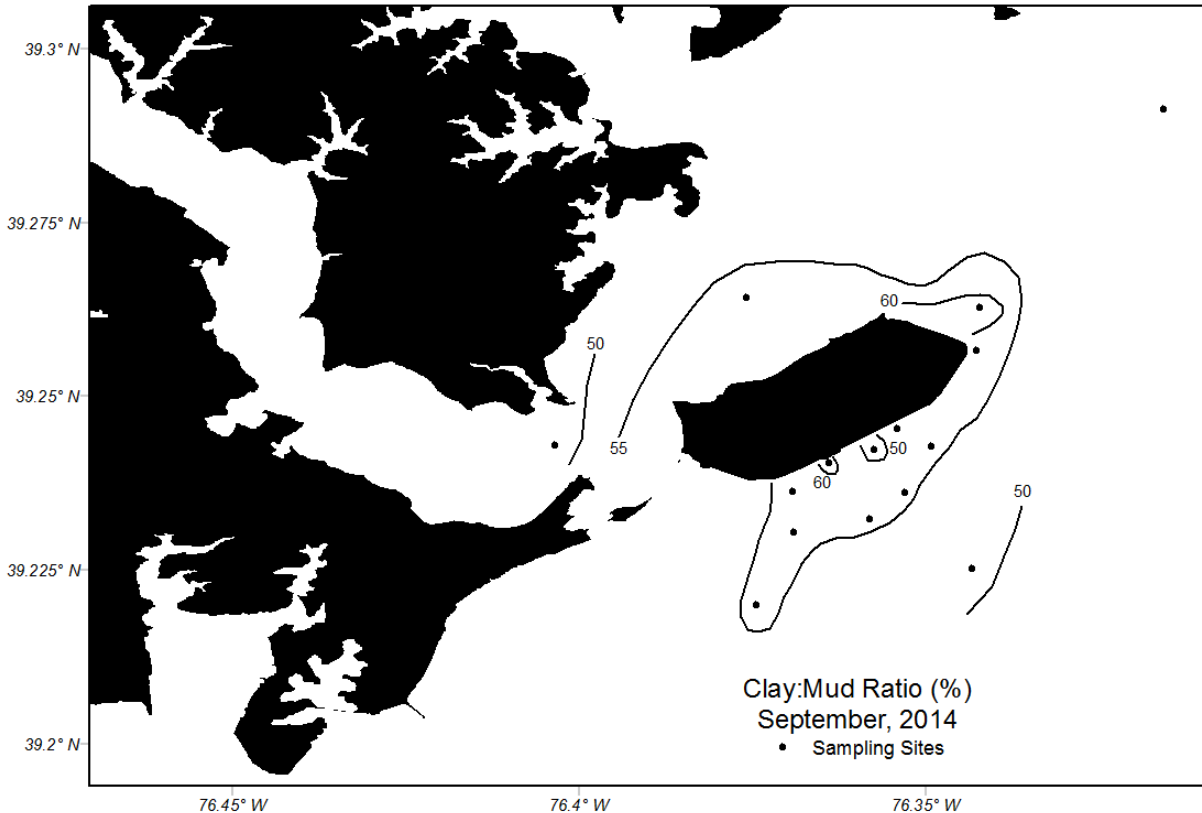 39.3° N
39.275° N
60
50
39.25° N
55
50
60
50
39.225° N
Clay:Mud Ratio (%)
September, 2014
Sampling Sites
39.2° N
76.45° W
76.4° W
76.35° W